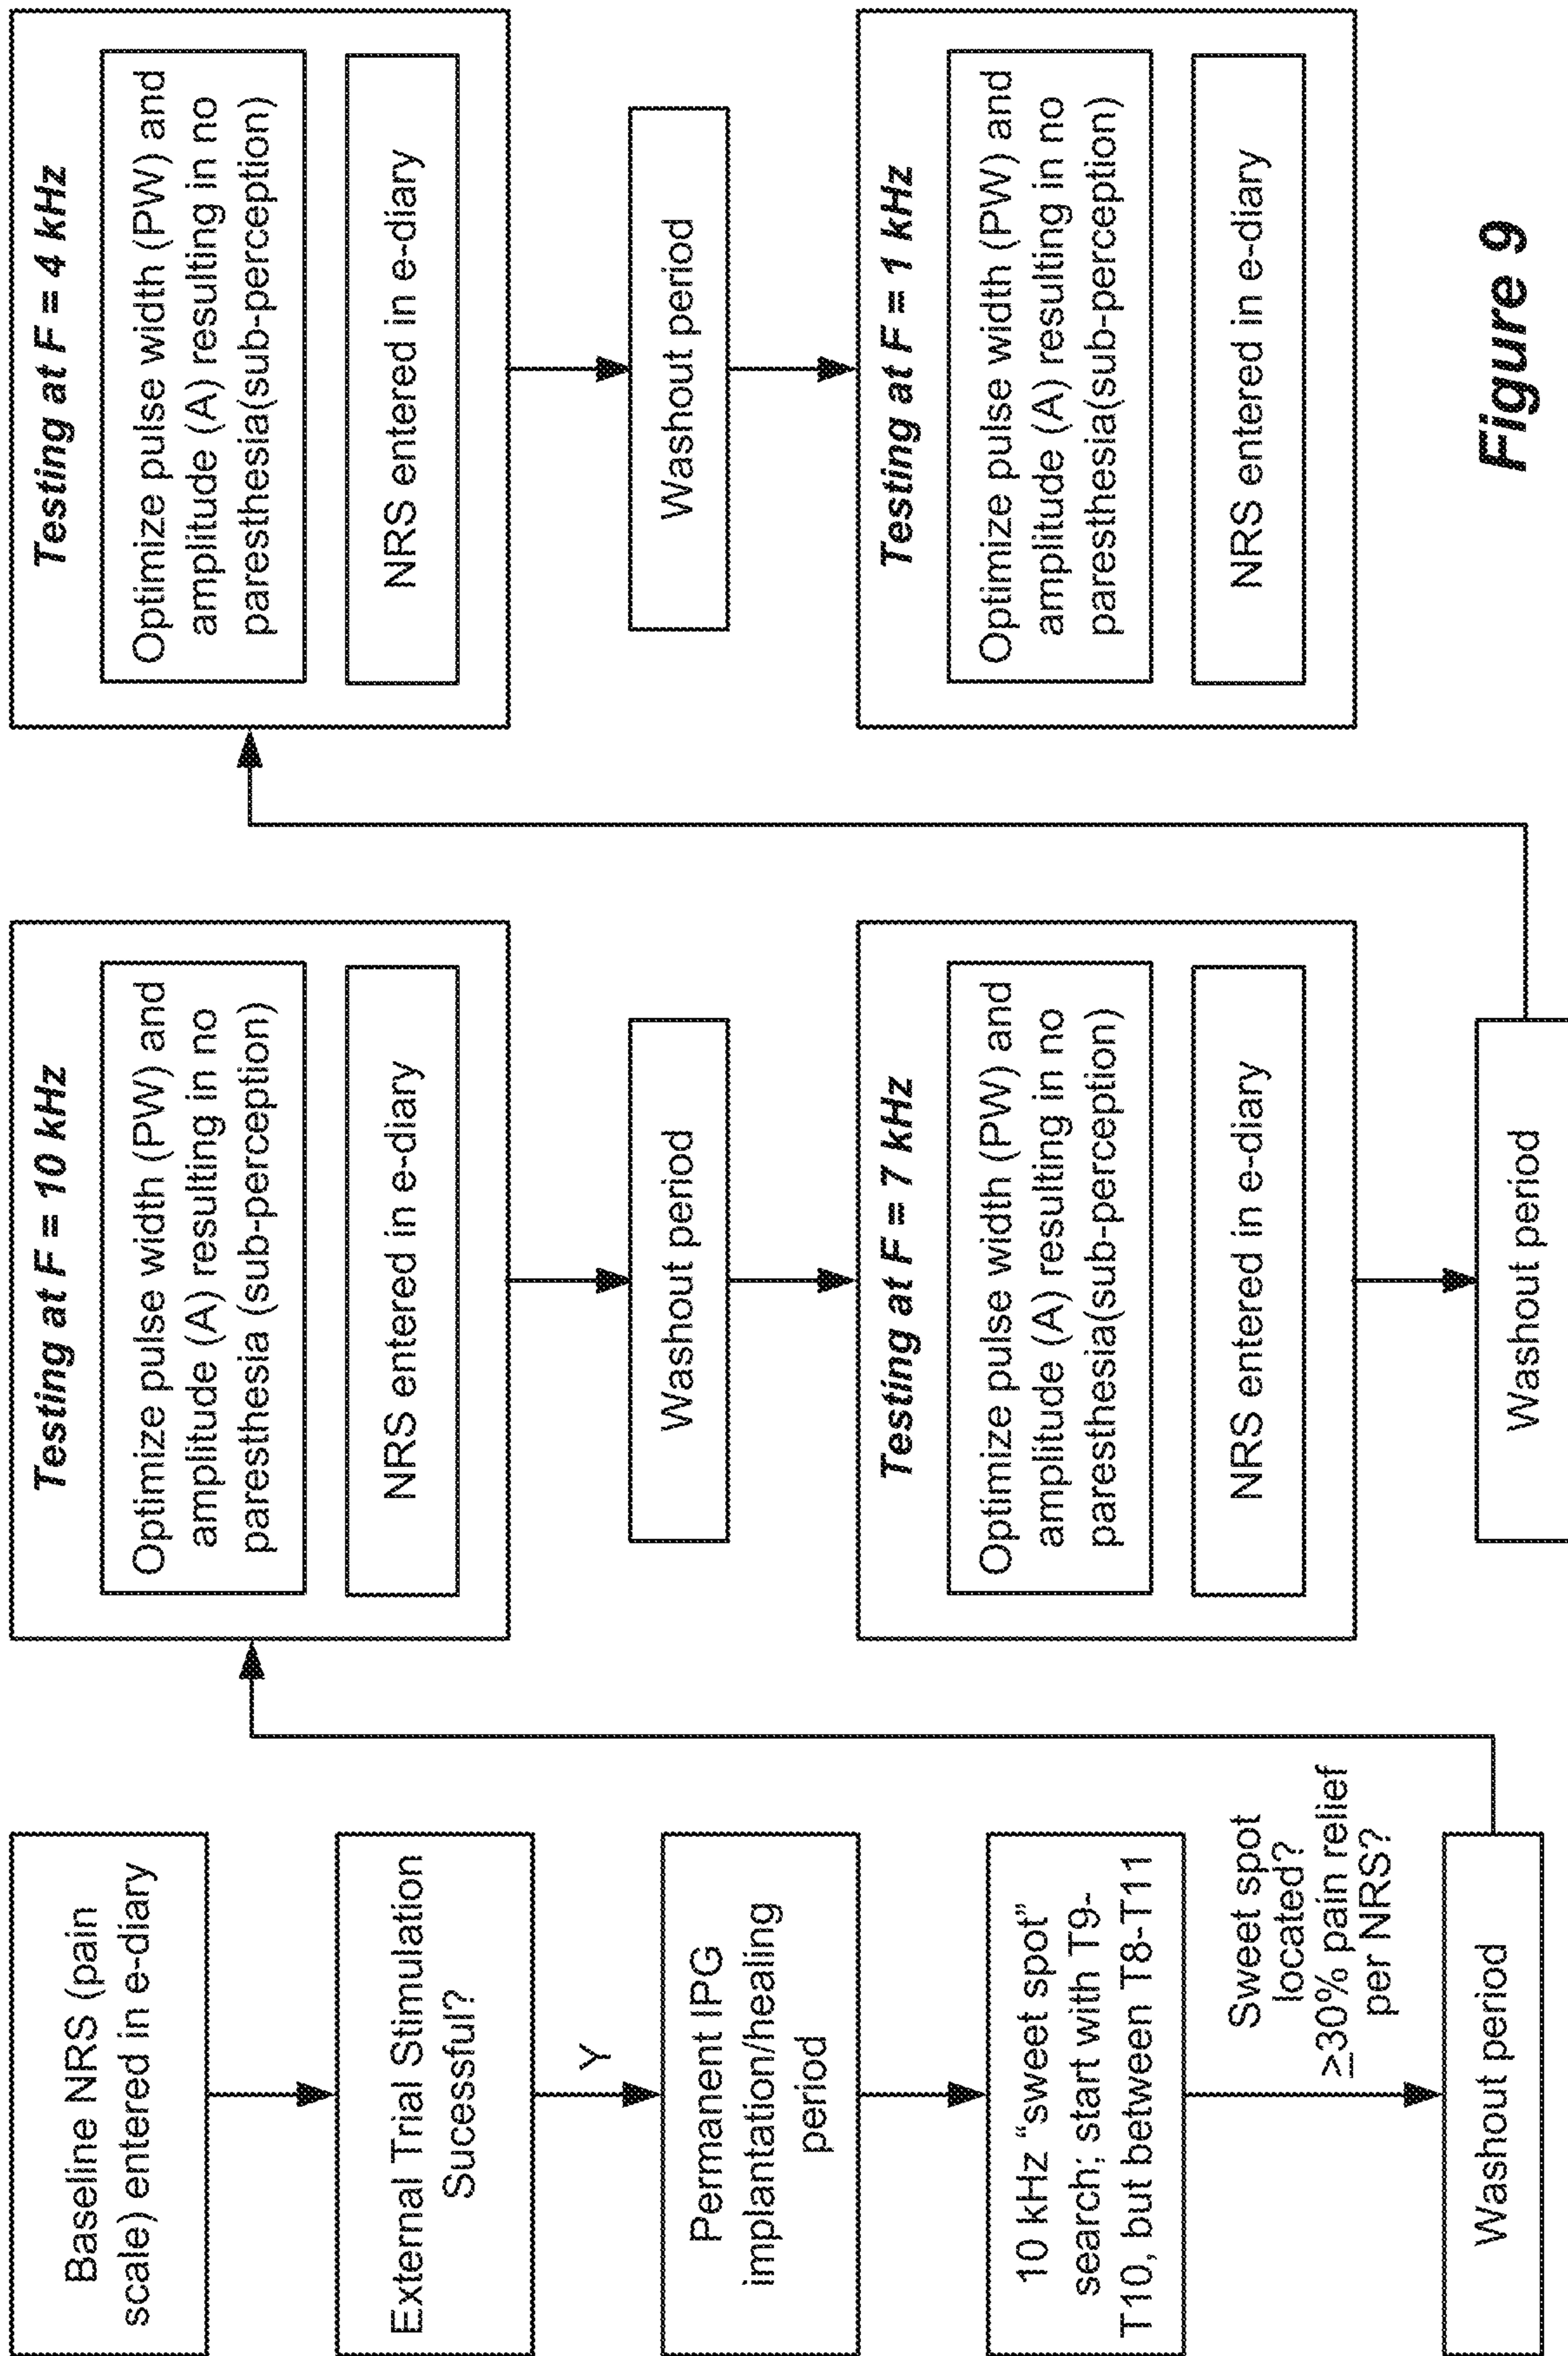 Baseline NRS (pain
scale) entered in e-diary
External Trial Stimulation
Sucessful?
Y
Permanent IPG
implantation/healing
period
10 kHz “sweet spot”
search; start with T9-
T10, but between T8-T11
Sweet spot
located?
≥30% pain relief
per NRS?
Washout period
Testing at F = 10 kHz
Optimize pulse width (PW) and
amplitude (A) resulting in no
paresthesia (sub-perception)
NRS entered in e-diary
Washout period
Testing at F = 7 kHz
Optimize pulse width (PW) and
amplitude (A) resulting in no
paresthesia(sub-perception)
NRS entered in e-diary
Washout period
Testing at F = 4 kHz
Optimize pulse width (PW) and
amplitude (A) resulting in no
paresthesia(sub-perception)
NRS entered in e-diary
Washout period
Testing at F = 1 kHz
Optimize pulse width (PW) and
amplitude (A) resulting in no
paresthesia(sub-perception)
NRS entered in e-diary
Figure 9